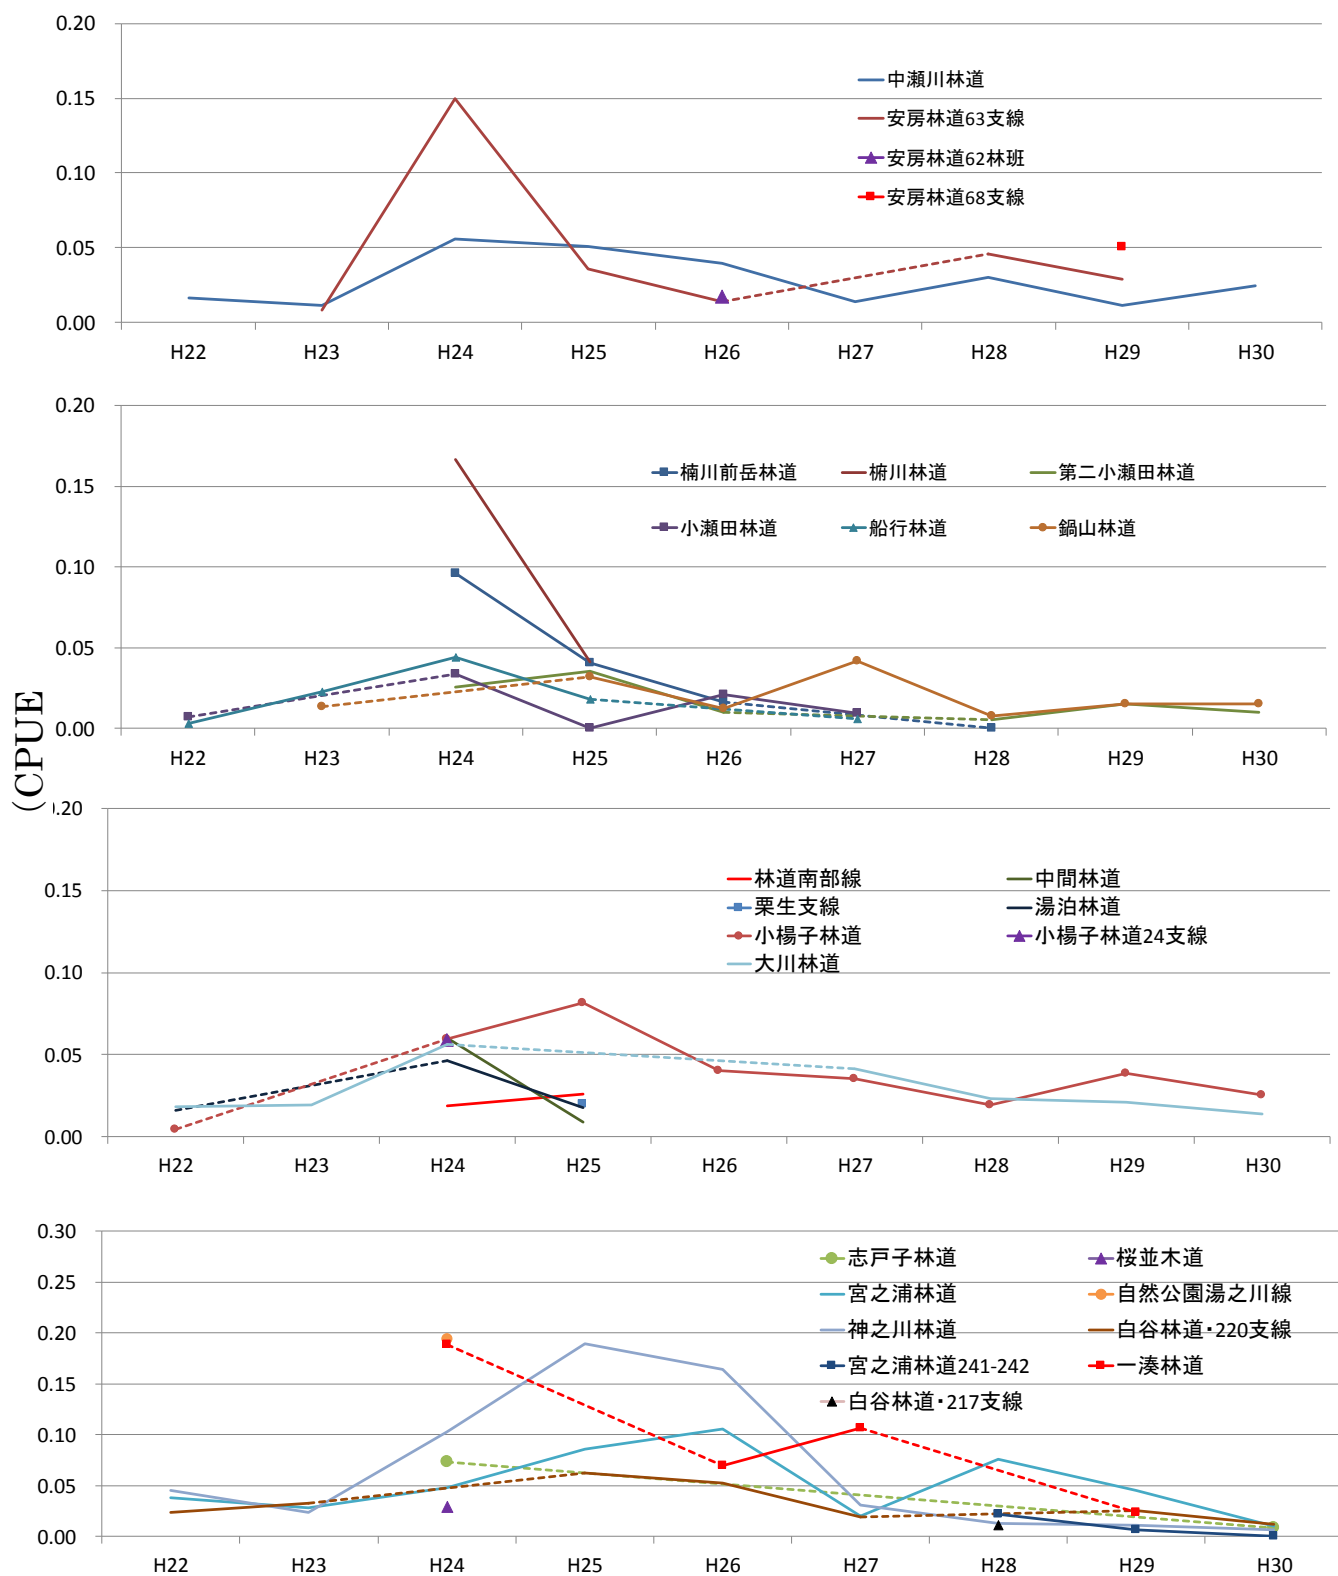 0.20
0.15
0.10
0.05
0.00
中瀬川林道
安房林道63支線
安房林道62林班
安房林道68支線
H22 H23 H24 H25 H26 H27 H28 H29 H30
0.20
0.15
0.10
0.05
0.00
楠川前岳林道 椨川林道 第二小瀬田林道
小瀬田林道 船行林道 鍋山林道
H22 H23 H24 H25 H26 H27 H28 H29 H30
(CPUE
0.20
0.15
0.10
0.05
0.00
林道南部線 中間林道
栗生支線 湯泊林道
小楊子林道 小楊子林道24支線
大川林道
H22 H23 H24 H25 H26 H27 H28 H29 H30
0.30
0.25
0.20
0.15
0.10
0.05
0.00
志戸子林道 桜並木道
宮之浦林道 自然公園湯之川線
神之川林道 白谷林道・220支線
宮之浦林道241-242 一湊林道
白谷林道・217支線
H22 H23 H24 H25 H26 H27 H28 H29 H30